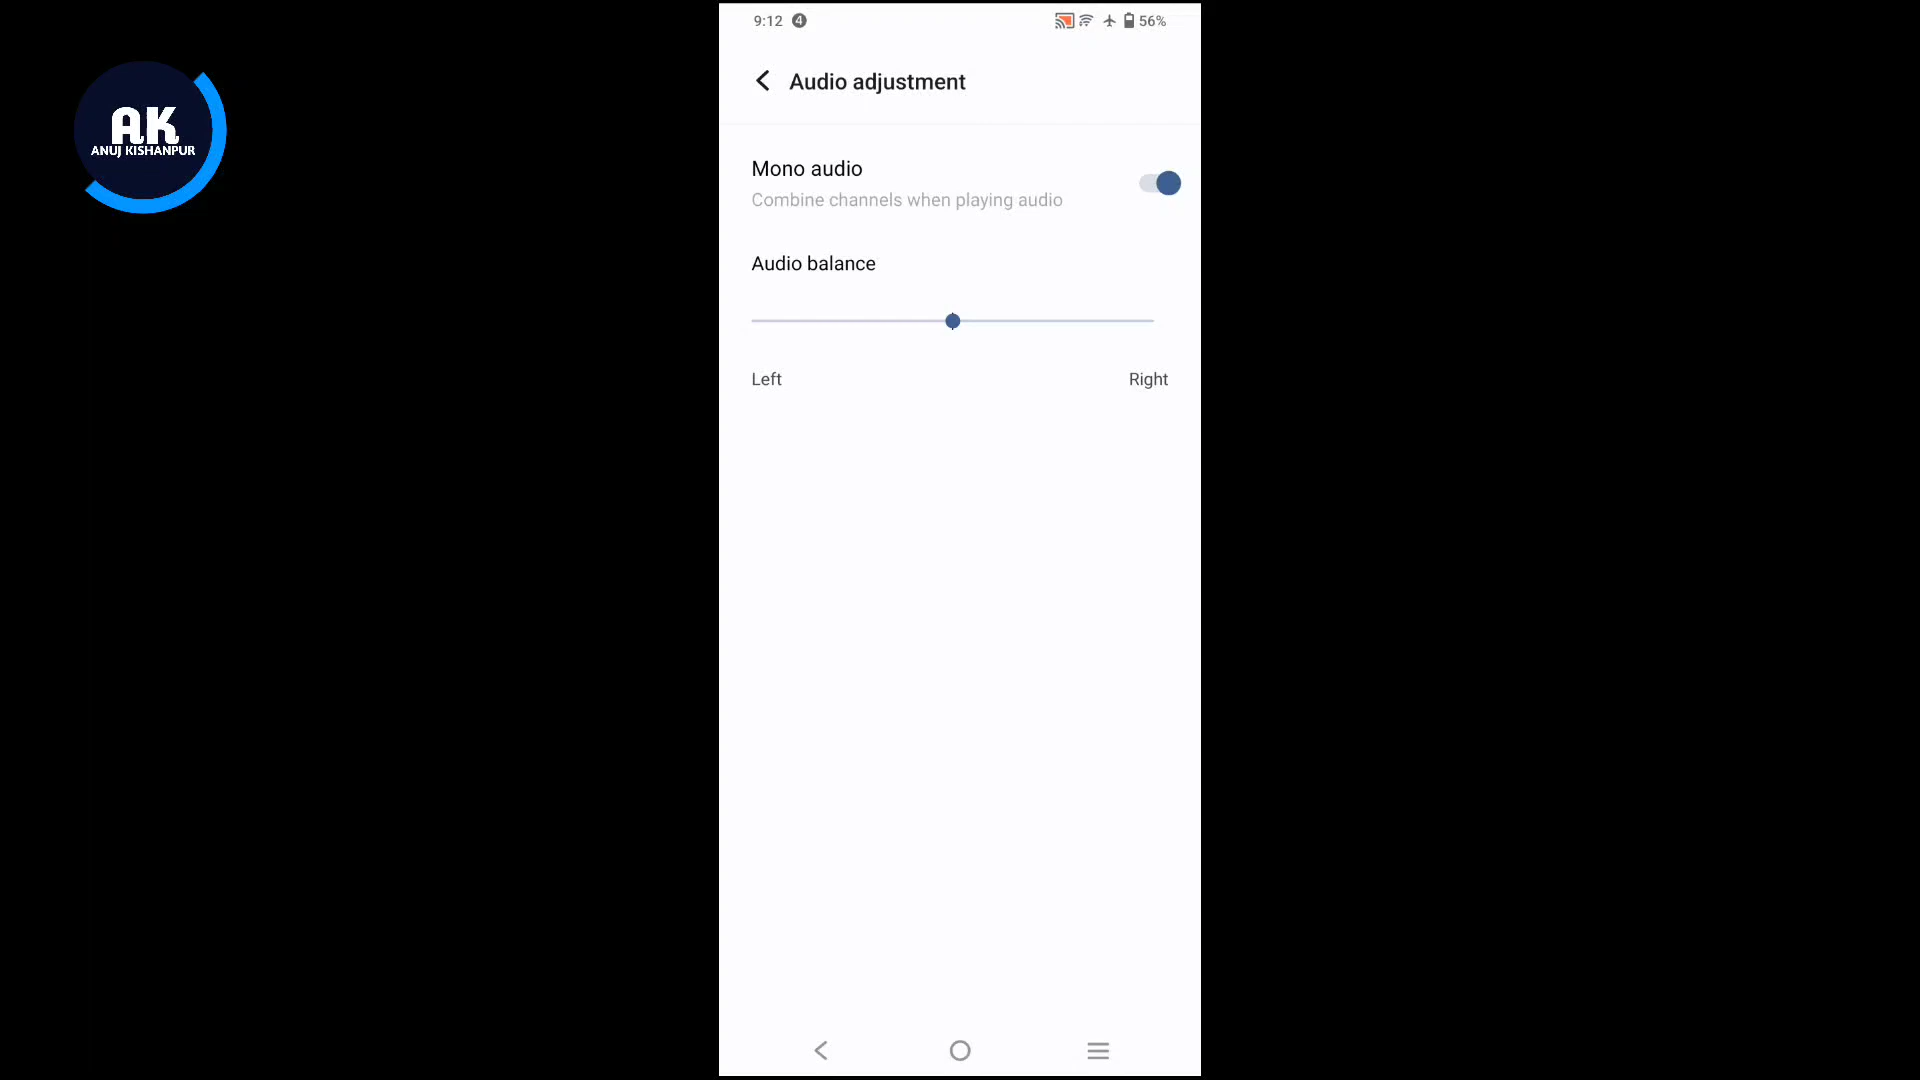 9:12 4 56%
AK
ANUJ KISHANPUR
Audio adjustment
Mono audio
Combine channels when playing audio
Audio balance
Left Right